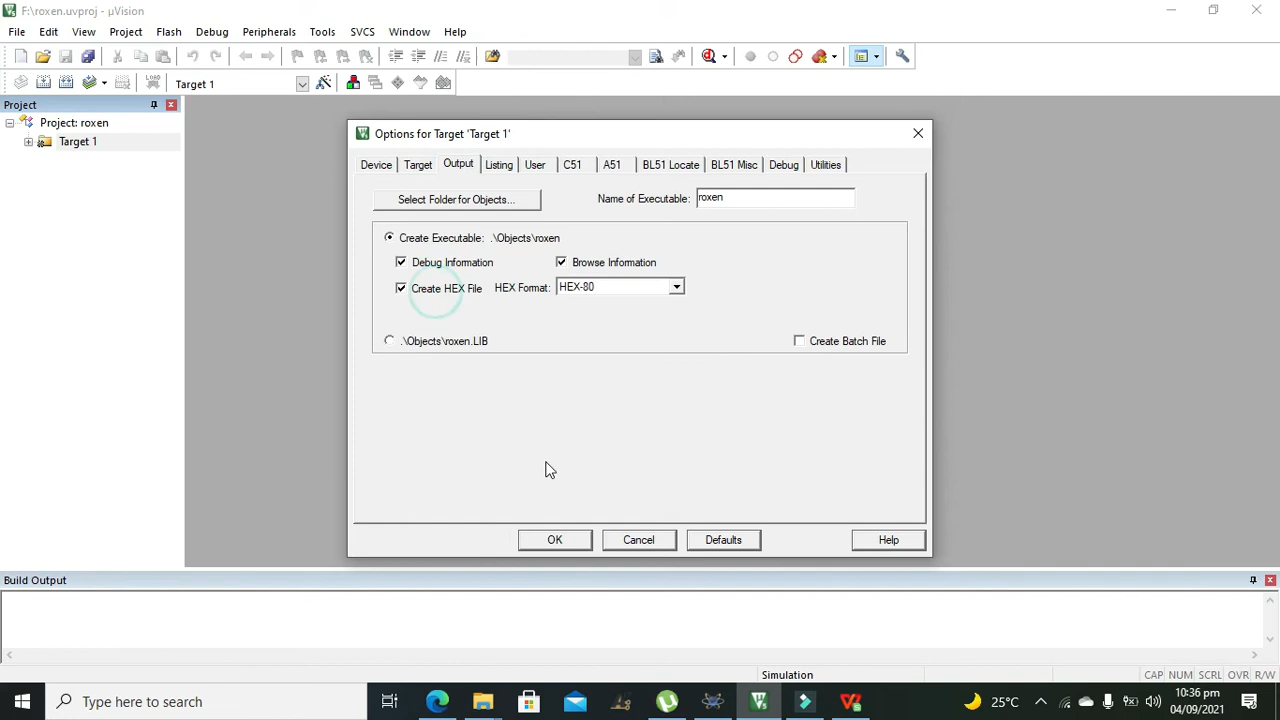 F:\roxen.uvproj - µVision
File Edit View Project Flash Debug Peripherals Tools SVCS Window Help
LOAD Target 1
Project
Project: roxen
Target 1
Options for Target 'Target 1'
Device Target Output Listing User C51 A51 BL51 Locate BL51 Misc Debug Utilities
Select Folder for Objects... Name of Executable: roxen
Create Executable: .\Objects\roxen
Debug Information Browse Information
Create HEX File HEX Format: HEX-80
.\Objects\roxen.LIB Create Batch File
OK Cancel Defaults Help
Build Output
Simulation CAP NUM SCRL OVR R/W
Type here to search 25°C 10:36 pm
04/09/2021